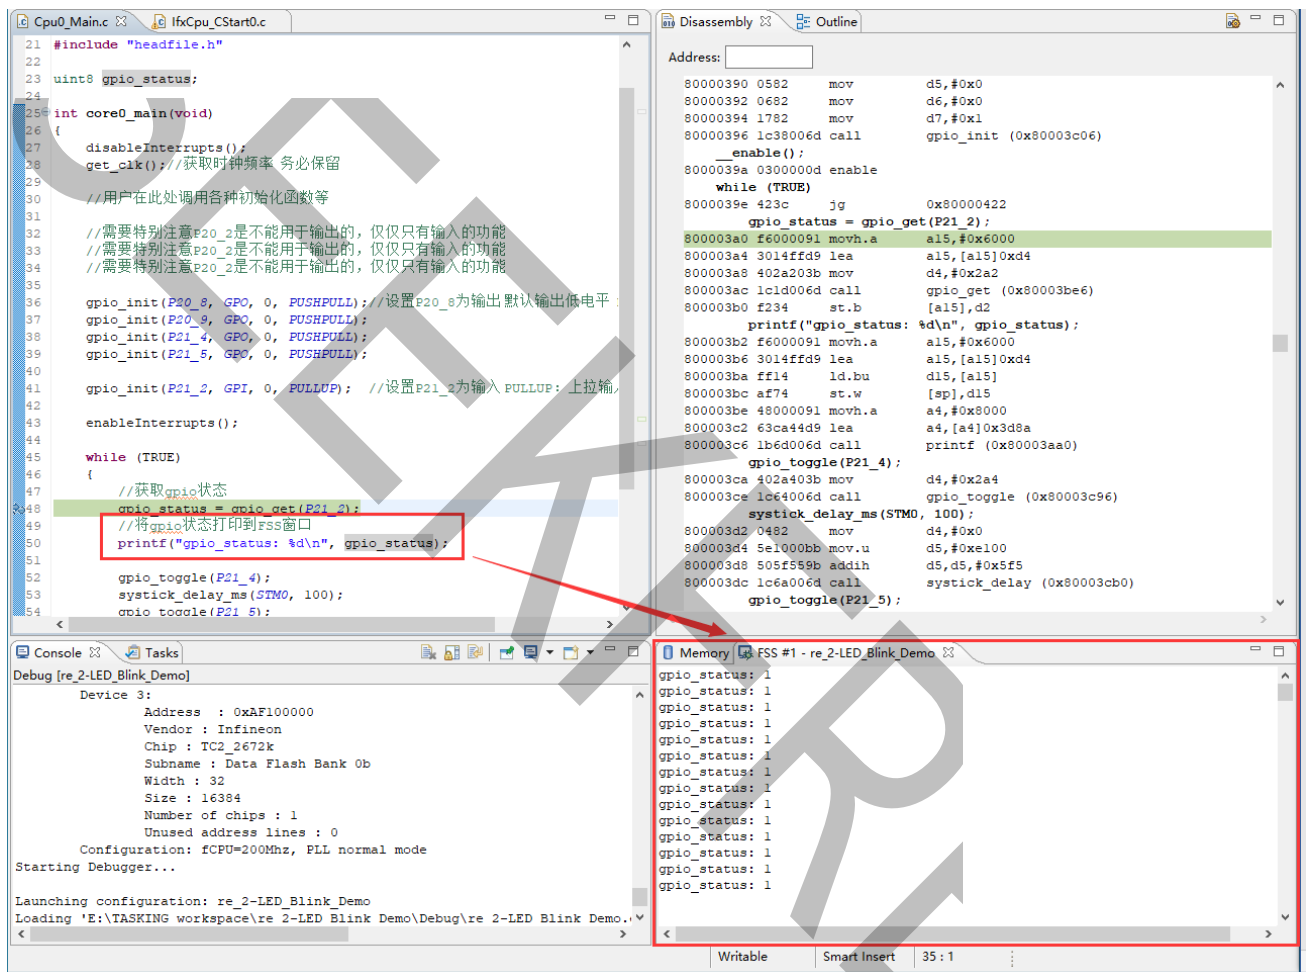 Cpu0_Main.c
IfxCpu_CStart0.c
21 #include "headfile.h"
22
23 uint8 gpio_status;
24
25 int core0_main(void)
26 {
27 disableInterrupts();
28 get_clk();//获取时钟频率 务必保留
29
30 //用户在此处调用各种初始化函数等
31
32 //需要特别注意P20_2是不能用于输出的，仅仅只有输入的功能
33 //需要特别注意P20_2是不能用于输出的，仅仅只有输入的功能
34 //需要特别注意P20_2是不能用于输出的，仅仅只有输入的功能
35
36 gpio_init(P20_8, GPO, 0, PUSHPULL);//设置P20_8为输出 默认输出低电平
37 gpio_init(P20_9, GPO, 0, PUSHPULL);
38 gpio_init(P21_4, GPO, 0, PUSHPULL);
39 gpio_init(P21_5, GPO, 0, PUSHPULL);
40
41 gpio_init(P21_2, GPI, 0, PULLUP); //设置P21_2为输入 PULLUP：上拉输
42
43 enableInterrupts();
44
45 while (TRUE)
46 {
47 //获取gpio状态
48 gpio_status = gpio_get(P21_2);
49 //将gpio状态打印到FSS窗口
50 printf("gpio_status: %d\n", gpio_status);
51
52 gpio_toggle(P21_4);
53 systick_delay_ms(STM0, 100);
54 gpio_toggle(P21_5);
Disassembly
Outline
Address:
80000390 0582 mov d5,#0x0
80000392 0682 mov d6,#0x0
80000394 1782 mov d7,#0x1
80000396 1c38006d call gpio_init (0x80003c06)
__enable();
8000039a 0300000d enable
while (TRUE)
8000039e 423c jg 0x80000422
gpio_status = gpio_get(P21_2);
800003a0 f6000091 movh.a a15,#0x6000
800003a4 3014ffd9 lea a15,[a15]0xd4
800003a8 402a203b mov d4,#0x2a2
800003ac 1c1d006d call gpio_get (0x80003be6)
800003b0 f234 st.b [a15],d2
printf("gpio_status: %d\n", gpio_status);
800003b2 f6000091 movh.a a15,#0x6000
800003b6 3014ffd9 lea a15,[a15]0xd4
800003ba ff14 ld.bu d15,[a15]
800003bc af74 st.w [sp],d15
800003be 48000091 movh.a a4,#0x8000
800003c2 63ca44d9 lea a4,[a4]0x3d8a
800003c6 1b6d006d call printf (0x80003aa0)
gpio_toggle(P21_4);
800003ca 402a403b mov d4,#0x2a4
800003ce 1c64006d call gpio_toggle (0x80003c96)
systick_delay_ms(STM0, 100);
800003d2 0482 mov d4,#0x0
800003d4 5e1000bb mov.u d5,#0xe100
800003d8 505f559b addih d5,d5,#0x5f5
800003dc 1c6a006d call systick_delay (0x80003cb0)
gpio_toggle(P21_5);
Console
Tasks
Debug [re_2-LED_Blink_Demo]
Device 3:
Address : 0xAF100000
Vendor : Infineon
Chip : TC2_2672k
Subname : Data Flash Bank 0b
Width : 32
Size : 16384
Number of chips : 1
Unused address lines : 0
Configuration: fCPU=200Mhz, PLL normal mode
Starting Debugger...
Launching configuration: re_2-LED_Blink_Demo
Loading 'E:\TASKING workspace\re 2-LED Blink Demo\Debug\re 2-LED Blink Demo.
Memory
FSS #1 - re_2-LED_Blink_Demo
gpio_status: 1
gpio_status: 1
gpio_status: 1
gpio_status: 1
gpio_status: 1
gpio_status: 1
gpio_status: 1
gpio_status: 1
gpio_status: 1
gpio_status: 1
gpio_status: 1
gpio_status: 1
gpio_status: 1
gpio_status: 1
Writable
Smart Insert
35 : 1